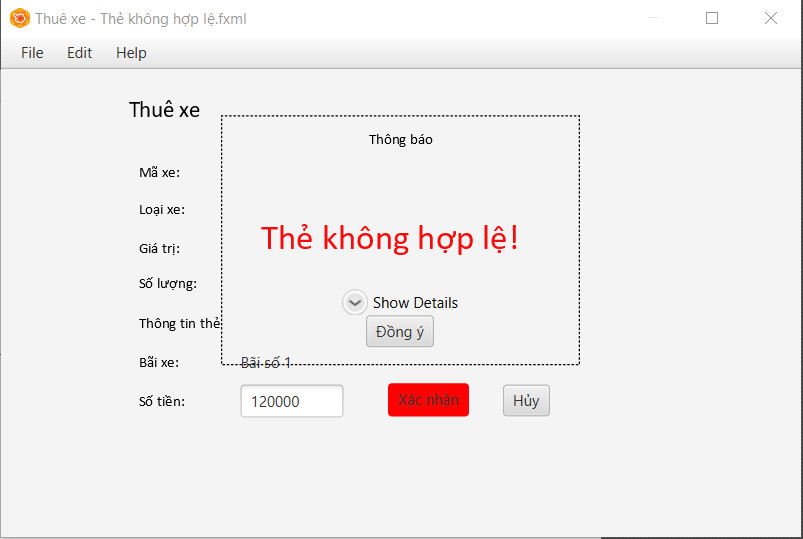 Thuê xe - Thẻ không hợp lệ.fxml
File Edit Help
Thuê xe
Thông báo
Mã xe:
Loại xe:
Thẻ không hợp lệ!
Giá trị:
Số lượng:
Show Details
Thông tin thẻ
Đồng ý
Bãi xe: Bãi số 1
Số tiền: 120000 Xác nhận Hủy